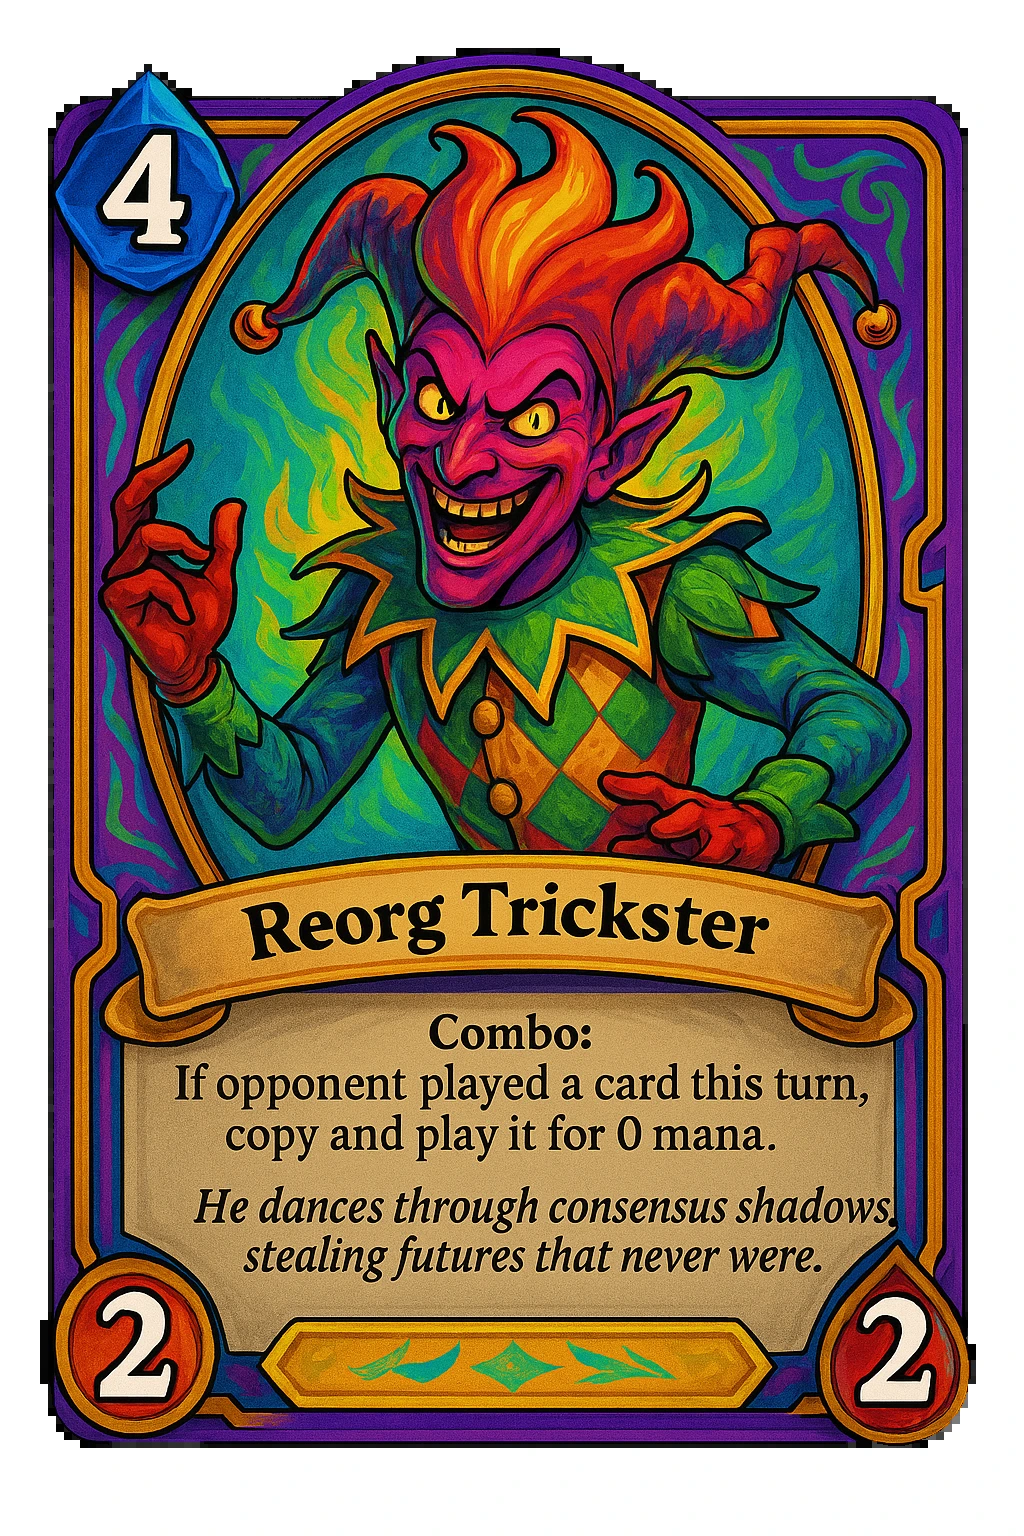 4
Reorg Trickster
Combo:
If opponent played a card this turn,
copy and play it for 0 mana.
He dances through consensus shadows,
stealing futures that never were.
2
2